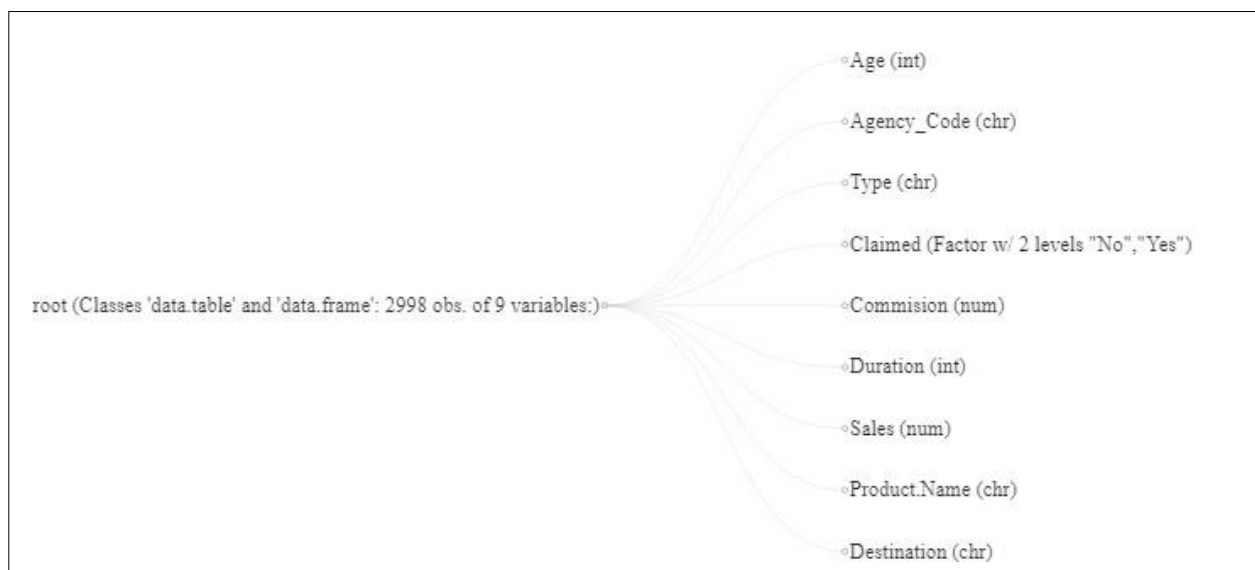 Age (int)
Agency_Code (chr)
Type (chr)
Claimed (Factor w/ 2 levels "No","Yes")
root (Classes 'data.table' and 'data.frame': 2998 obs. of 9 variables:)
Commision (num)
Duration (int)
Sales (num)
Product.Name (chr)
Destination (chr)